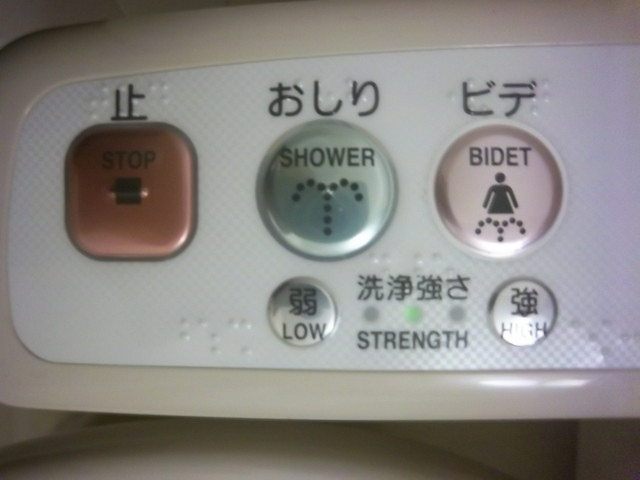 止 おしり ビデ
STOP SHOWER BIDET
弱 洗浄強さ 強
LOW STRENGTH HIGH